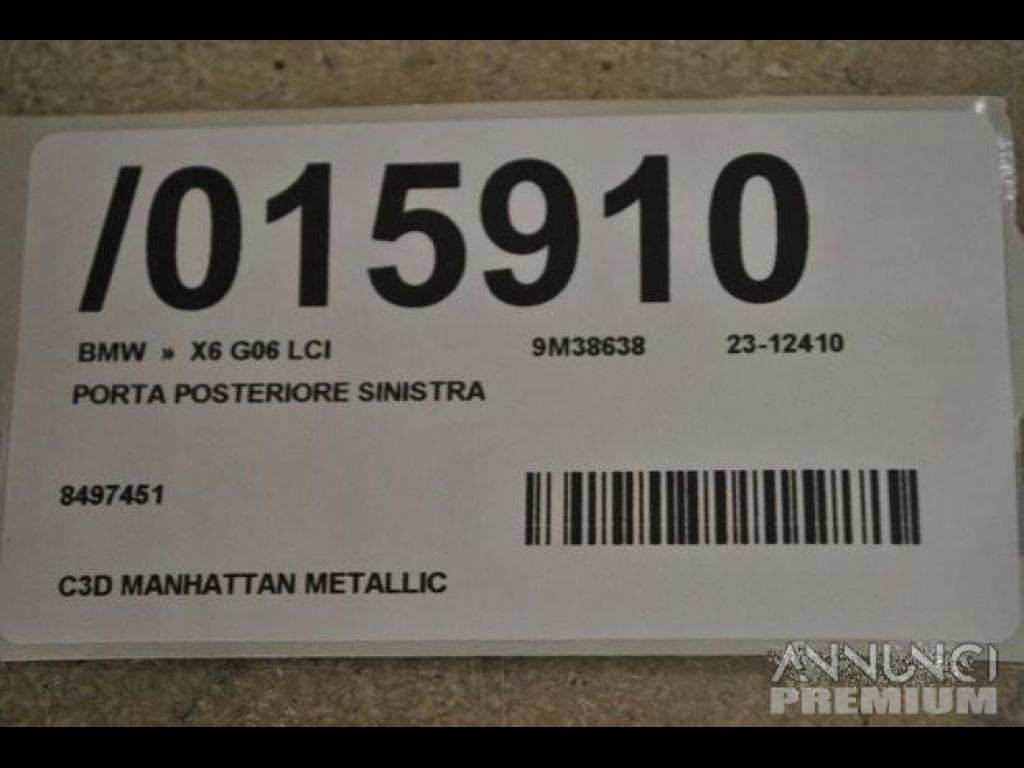 /015910
BMW » X6 G06 LCI 9M38638 23-12410
PORTA POSTERIORE SINISTRA
8497451
C3D MANHATTAN METALLIC
ANNUNCI
PREMIUM